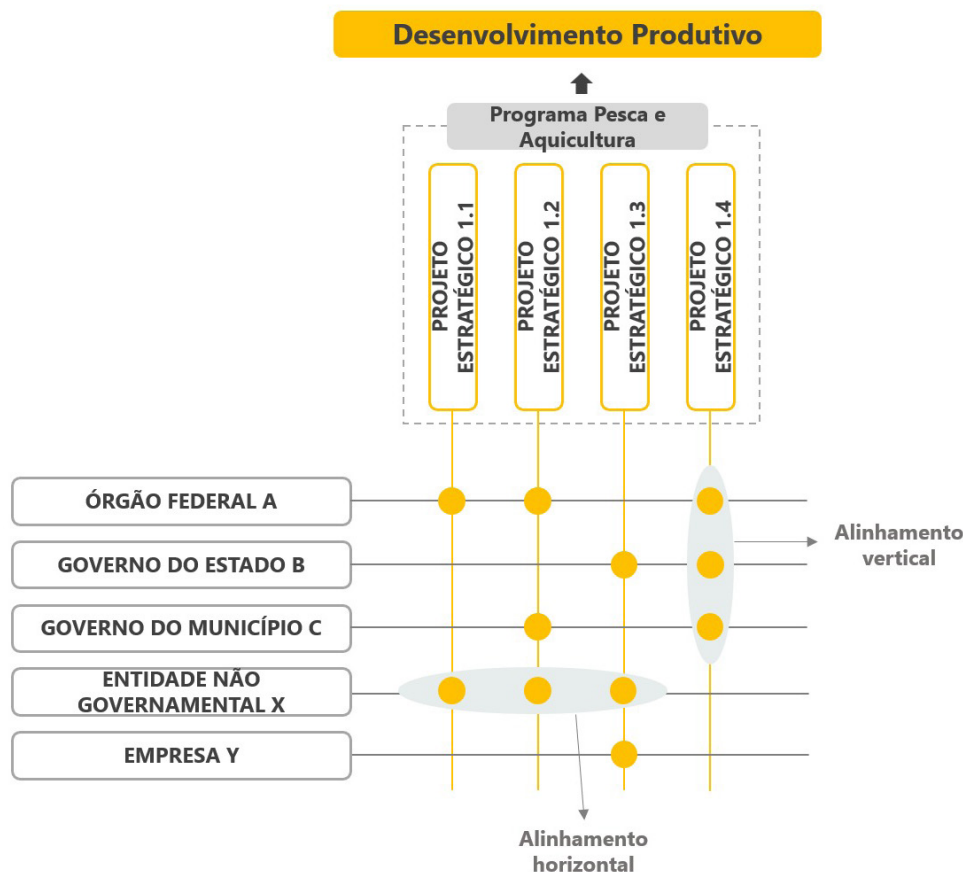 Desenvolvimento Produtivo
Programa Pesca e
Aquicultura
PROJETO
ESTRATÉGICO 1.1
PROJETO
ESTRATÉGICO 1.2
PROJETO
ESTRATÉGICO 1.3
PROJETO
ESTRATÉGICO 1.4
ÓRGÃO FEDERAL A
GOVERNO DO ESTADO B
Alinhamento
vertical
GOVERNO DO MUNICÍPIO C
ENTIDADE NÃO
GOVERNAMENTAL X
EMPRESA Y
Alinhamento
horizontal